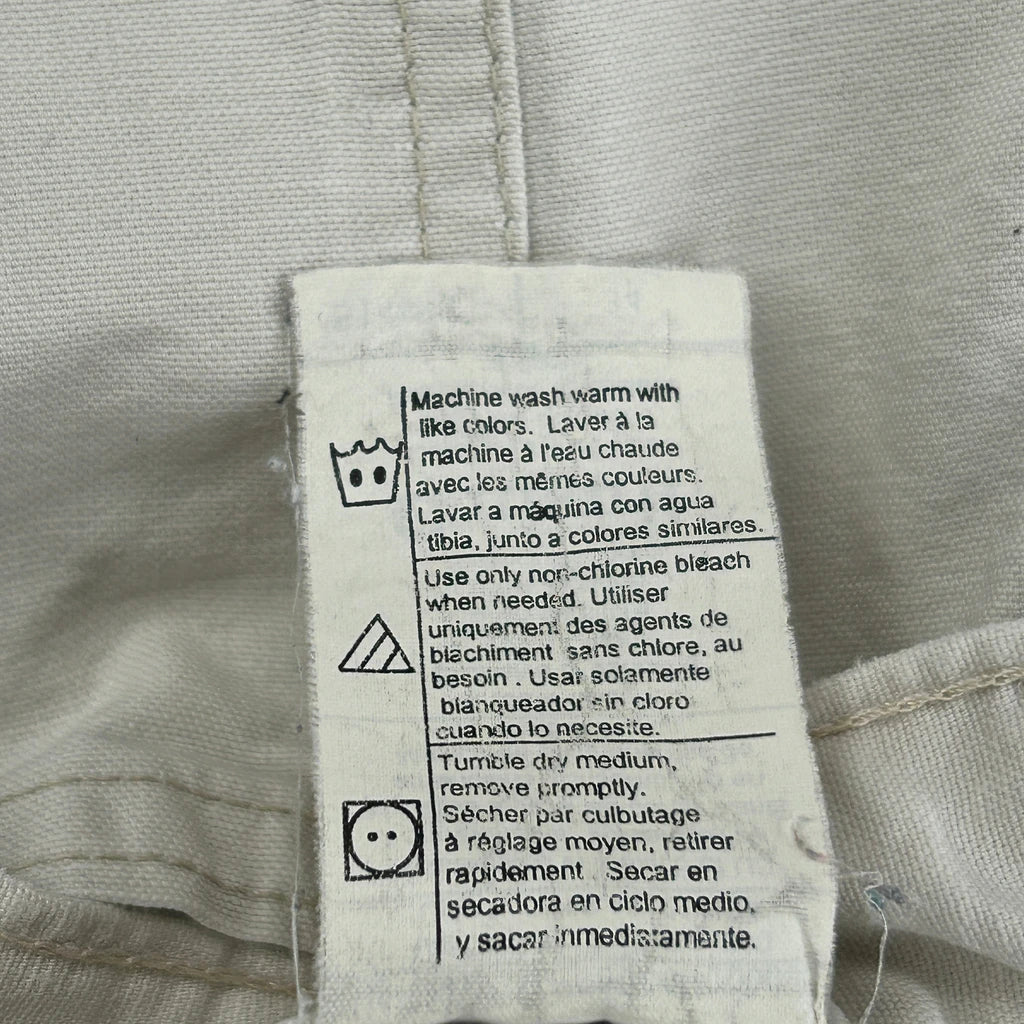 Machine wash warm with
like colors. Laver à la
machine à l'eau chaude
avec les mêmes couleurs.
Lavar a máquina con agua
tibia, junto a colores similares.
Use only non-chlorine bleach
when needed. Utiliser
uniquement des agents de
blachiment sans chlore, au
besoin . Usar solamente
blanqueador sin cloro
cuando lo necesite.
Tumble dry medium,
remove promptly.
Sécher par culbutage
à réglage moyen, retirer
rapidement . Secar en
secadora en ciclo medio,
y sacar inmediatamente.